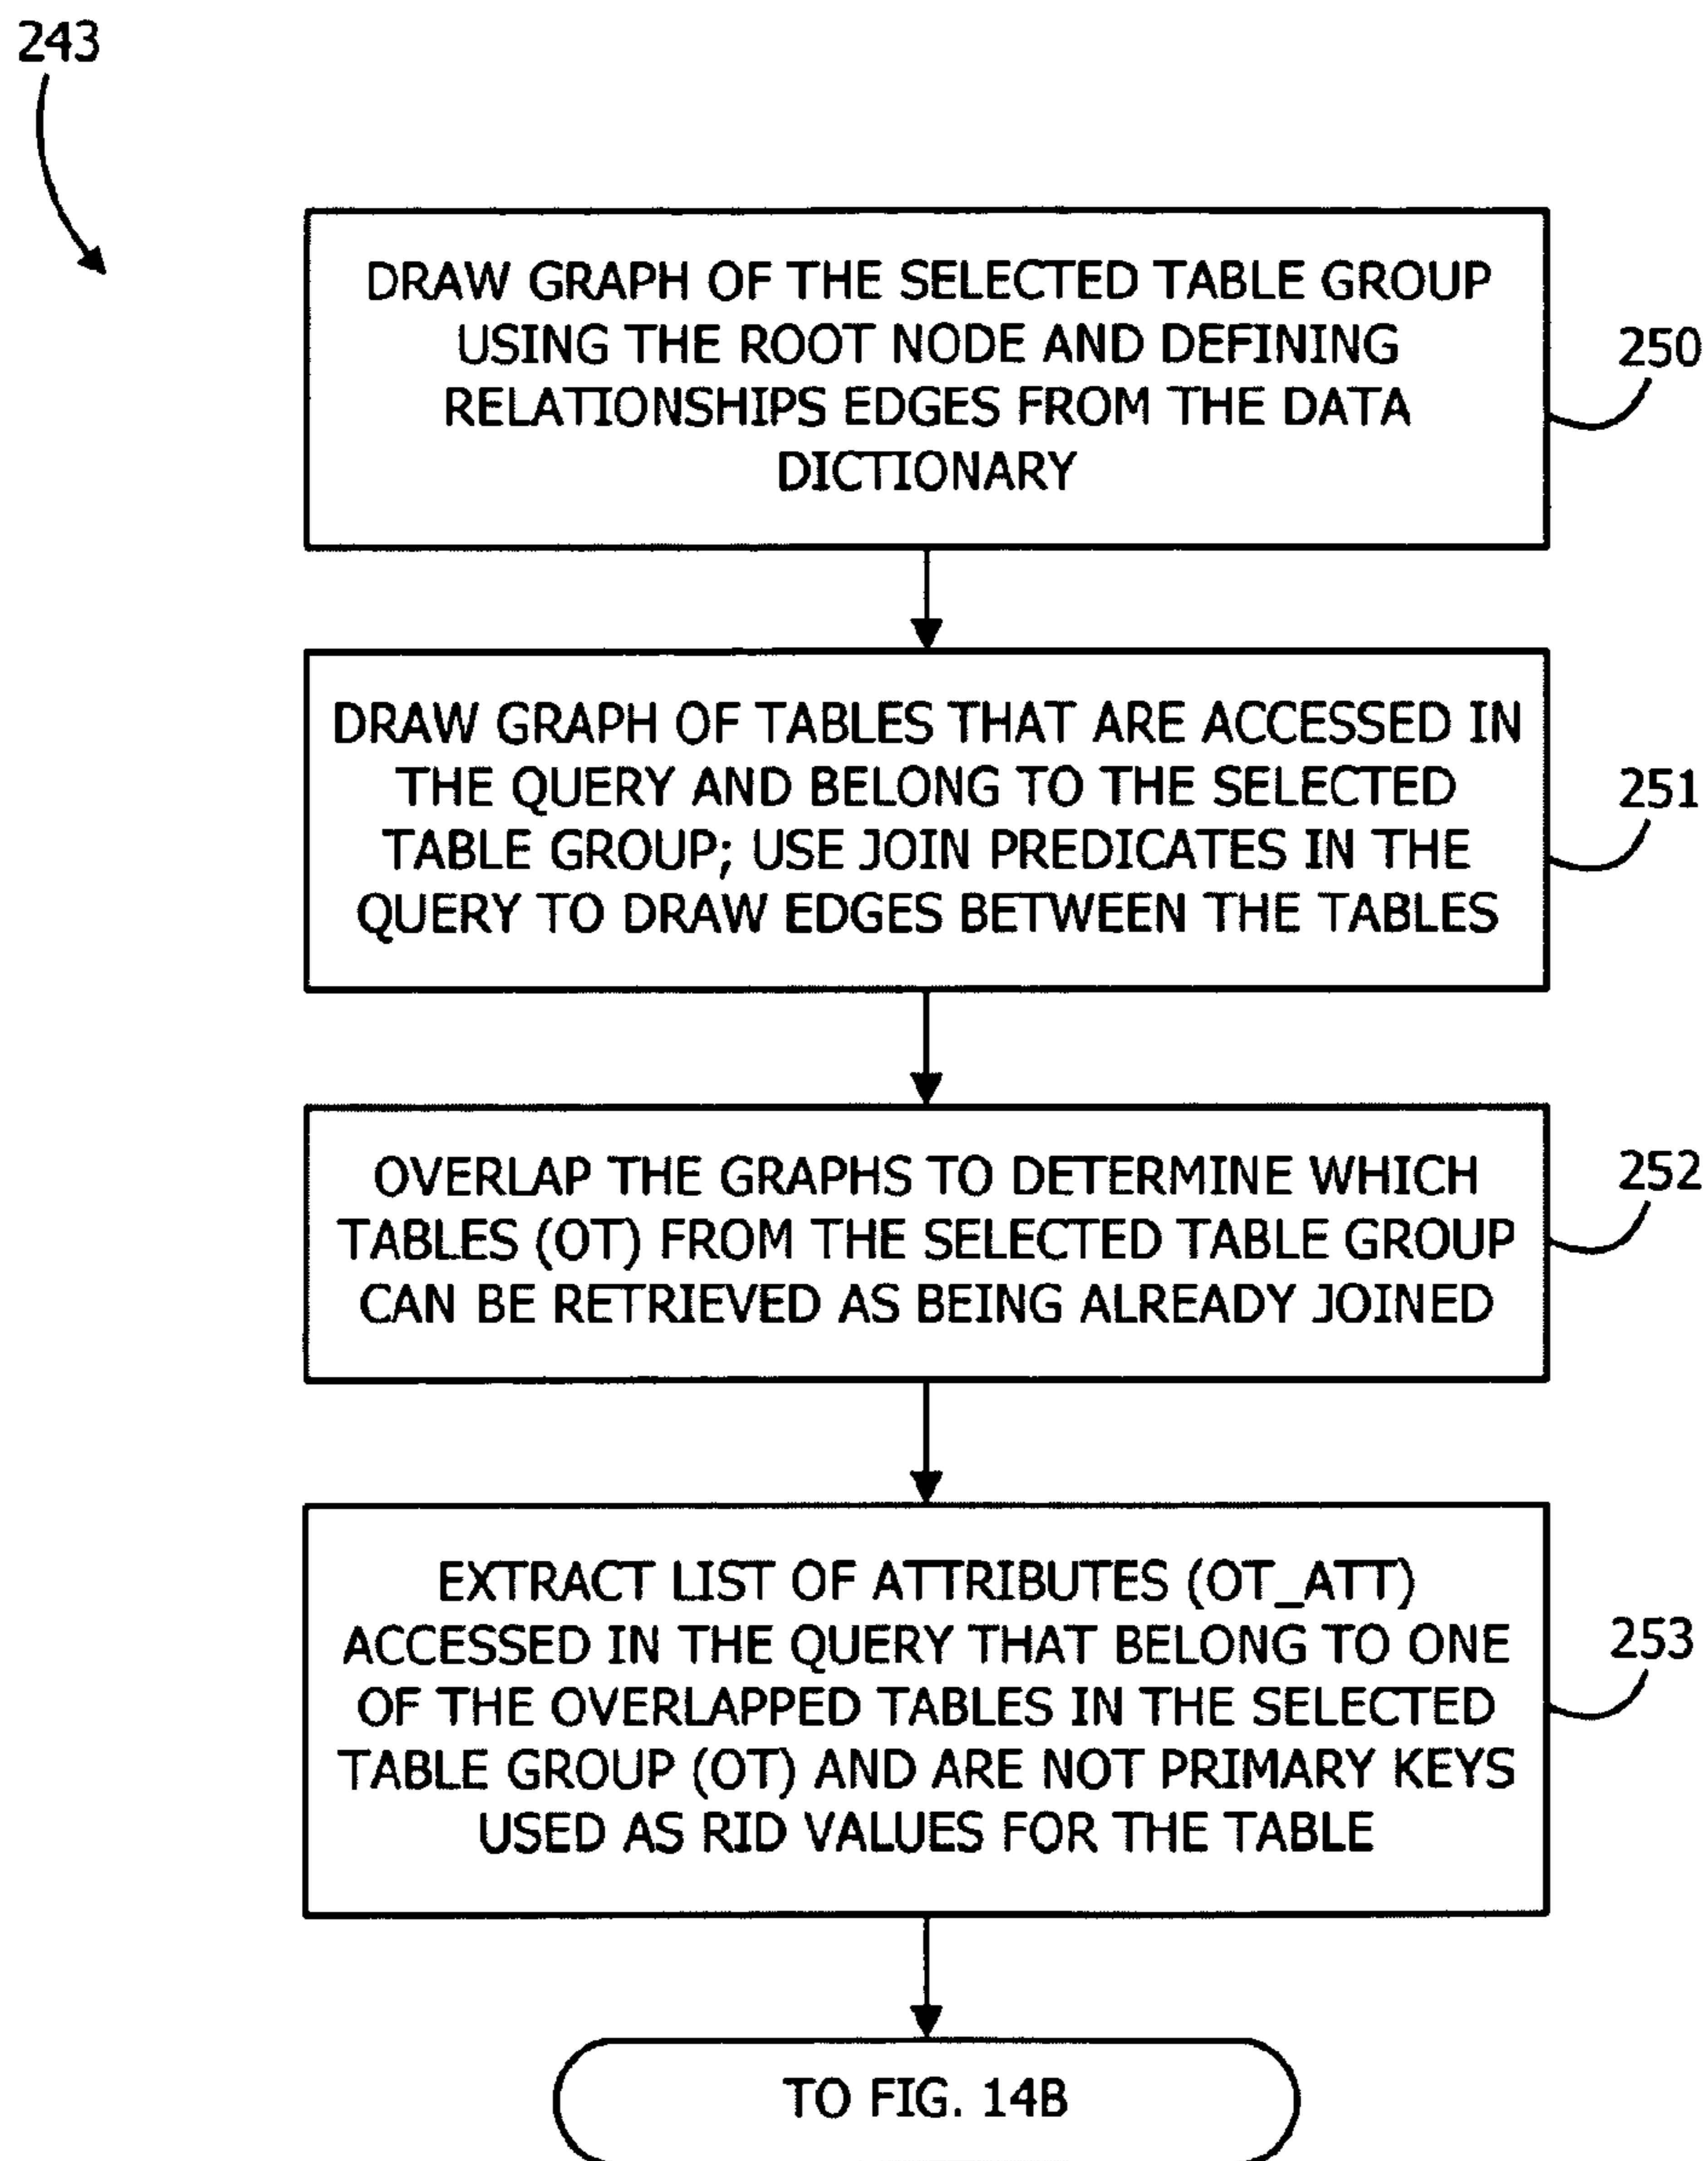 243
DRAW GRAPH OF THE SELECTED TABLE GROUP
USING THE ROOT NODE AND DEFINING
RELATIONSHIPS EDGES FROM THE DATA
DICTIONARY
250
DRAW GRAPH OF TABLES THAT ARE ACCESSED IN
THE QUERY AND BELONG TO THE SELECTED
TABLE GROUP; USE JOIN PREDICATES IN THE
QUERY TO DRAW EDGES BETWEEN THE TABLES
251
OVERLAP THE GRAPHS TO DETERMINE WHICH
TABLES (OT) FROM THE SELECTED TABLE GROUP
CAN BE RETRIEVED AS BEING ALREADY JOINED
252
EXTRACT LIST OF ATTRIBUTES (OT_ATT)
ACCESSED IN THE QUERY THAT BELONG TO ONE
OF THE OVERLAPPED TABLES IN THE SELECTED
TABLE GROUP (OT) AND ARE NOT PRIMARY KEYS
USED AS RID VALUES FOR THE TABLE
253
TO FIG. 14B